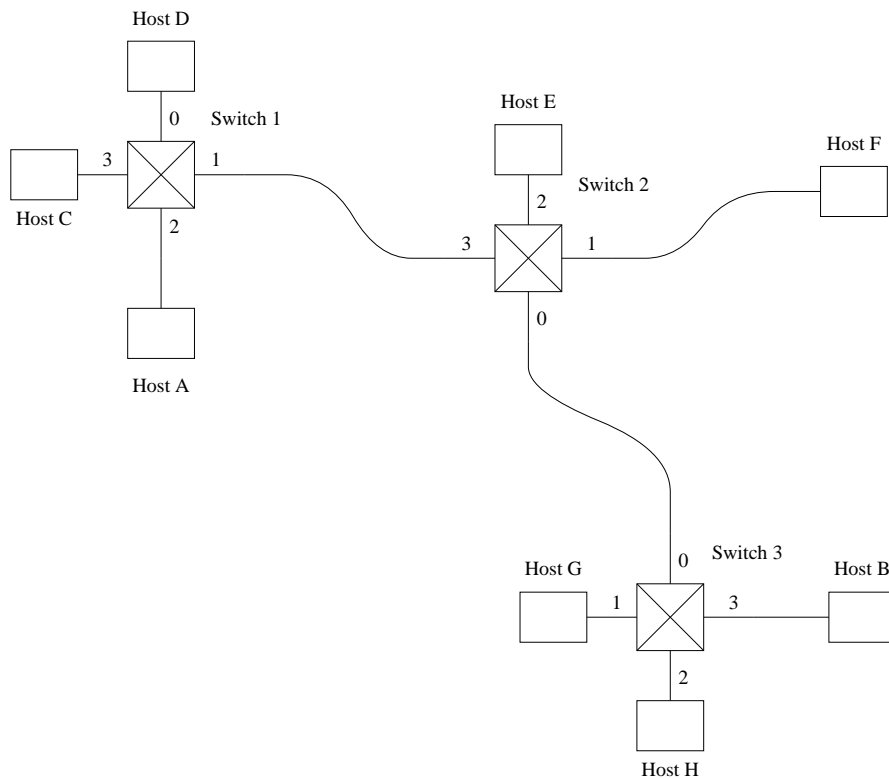 Host D
0
Switch 1
3
1
Host C
2
Host A
Host E
Switch 2
2
Host F
3
1
0
0
Switch 3
Host G
Host B
1
3
2
Host H